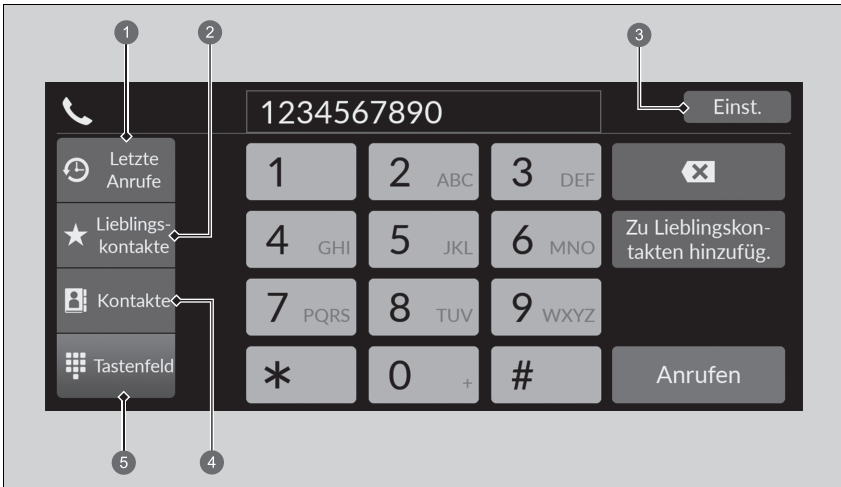 1
2
3
1234567890
Einst.
Letzte
Anrufe
Lieblings-
kontakte
Kontakte
Tastenfeld
1
2 ABC
3 DEF
4 GHI
5 JKL
6 MNO
7 PQRS
8 TUV
9 WXYZ
*
0 +
#
Zu Lieblingskon-
takten hinzufüg.
Anrufen
5
4